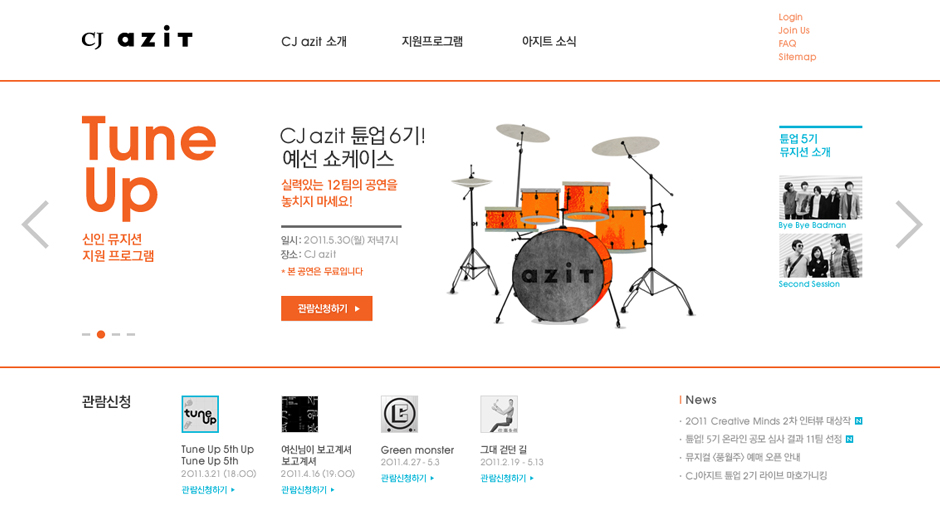 CJ azit
CJ azit 소개
지원프로그램
아지트 소식
Login
Join Us
FAQ
Sitemap
Tune
Up
신인 뮤지션
지원 프로그램
CJ azit 튠업 6기!
예선 쇼케이스
실력있는 12팀의 공연을
놓치지 마세요!
일시 : 2011.5.30(월) 저녁7시
장소 : CJ azit
* 본 공연은 무료입니다
관람신청하기
azit
튠업 5기
뮤지션 소개
Bye Bye Badman
Second Session
관람신청
tune up
Tune Up 5th Up
Tune Up 5th
2011.3.21 (18:00)
관람신청하기
여신님이 보고계셔
보고계셔
2011.4.16 (19:00)
관람신청하기
Green monster
2011.4.27 - 5.3
관람신청하기
그대 걷던 길
2011.2.19 - 5.13
관람신청하기
News
· 2011 Creative Minds 2차 인터뷰 대상작 N
· 튠업! 5기 온라인 공모 심사 결과 11팀 선정 N
· 뮤지컬 <풍월주> 예매 오픈 안내
· CJ아지트 튠업 2기 라이브 마호가니킹